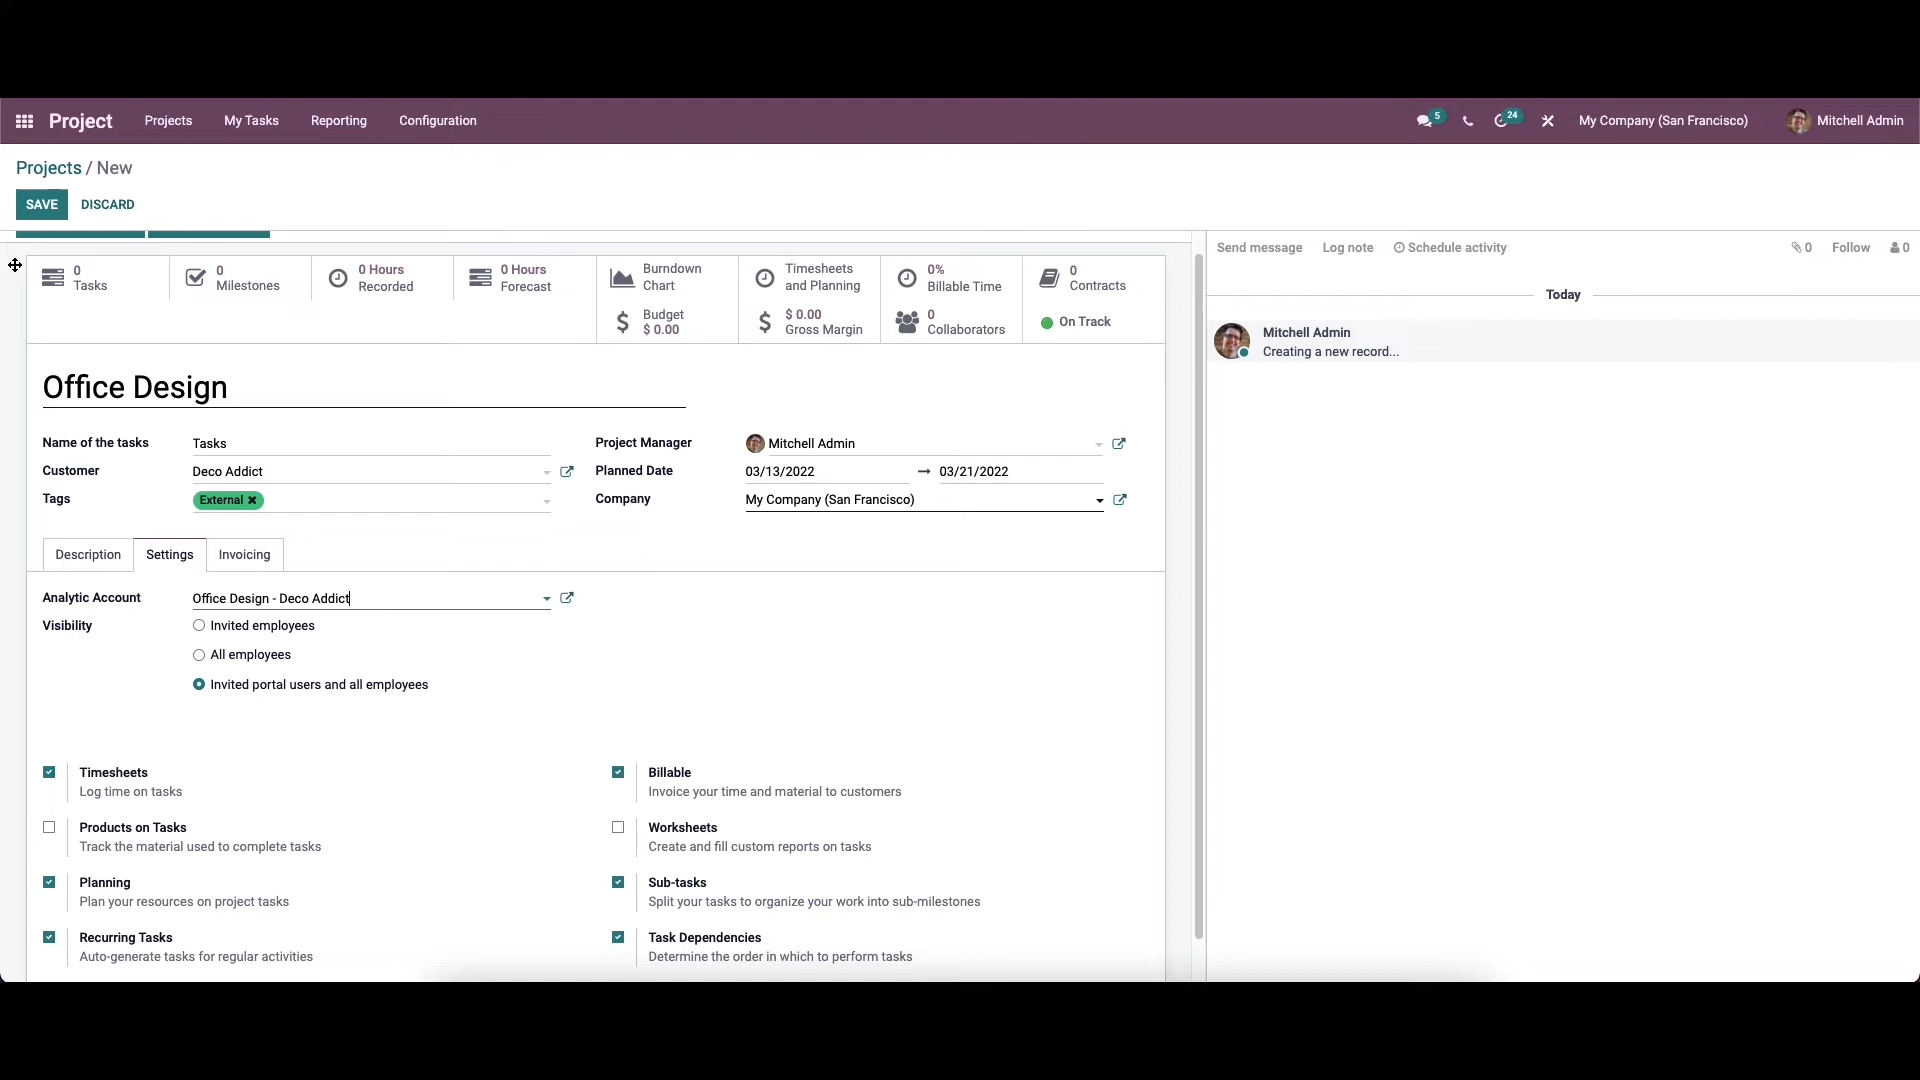 Project Projects My Tasks Reporting Configuration 5 24 My Company (San Francisco) Mitchell Admin
Projects / New
SAVE DISCARD
Send message Log note Schedule activity 0 Follow 0
0
Tasks
0
Milestones
0 Hours
Recorded
0 Hours
Forecast
Burndown
Chart
Timesheets
and Planning
0%
Billable Time
0
Contracts
Budget
$ 0.00
$ 0.00
Gross Margin
0
Collaborators
On Track
Today
Mitchell Admin
Creating a new record...
Office Design
Name of the tasks Tasks
Customer Deco Addict
Tags External
Project Manager Mitchell Admin
Planned Date 03/13/2022 03/21/2022
Company My Company (San Francisco)
Description Settings Invoicing
Analytic Account Office Design - Deco Addict
Visibility Invited employees
All employees
Invited portal users and all employees
Timesheets
Log time on tasks
Billable
Invoice your time and material to customers
Products on Tasks
Track the material used to complete tasks
Worksheets
Create and fill custom reports on tasks
Planning
Plan your resources on project tasks
Sub-tasks
Split your tasks to organize your work into sub-milestones
Recurring Tasks
Auto-generate tasks for regular activities
Task Dependencies
Determine the order in which to perform tasks